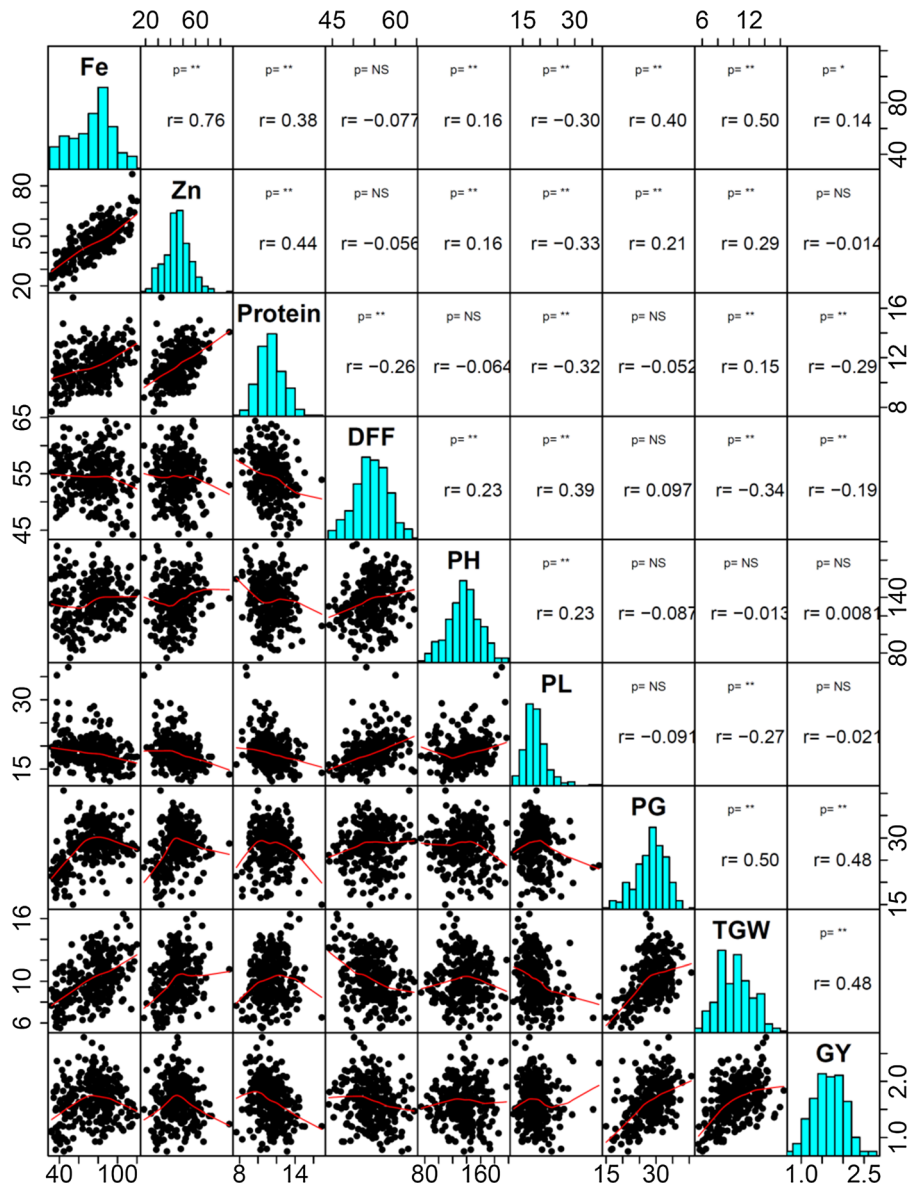 20 60 45 60 15 30 6 12
Fe p= ** p= ** p= NS p= ** p= ** p= ** p= ** p= *
r= 0.76 r= 0.38 r= −0.077 r= 0.16 r= −0.30 r= 0.40 r= 0.50 r= 0.14
40 80
20 50 80
Zn p= ** p= NS p= ** p= ** p= ** p= ** p= NS
r= 0.44 r= −0.056 r= 0.16 r= −0.33 r= 0.21 r= 0.29 r= −0.014
Protein p= ** p= NS p= ** p= NS p= ** p= **
r= −0.26 r= −0.064 r= −0.32 r= −0.052 r= 0.15 r= −0.29
8 12 16
45 55 65
DFF p= ** p= ** p= NS p= ** p= **
r= 0.23 r= 0.39 r= 0.097 r= −0.34 r= −0.19
PH p= ** p= NS p= NS p= NS
r= 0.23 r= −0.087 r= −0.013 r= 0.0081
80 140
15 30
PL p= NS p= ** p= NS
r= −0.091 r= −0.27 r= −0.021
PG p= ** p= **
r= 0.50 r= 0.48
15 30
6 10 16
TGW p= **
r= 0.48
GY
1.0 2.0
40 100 8 14 80 160 15 30 1.0 2.5